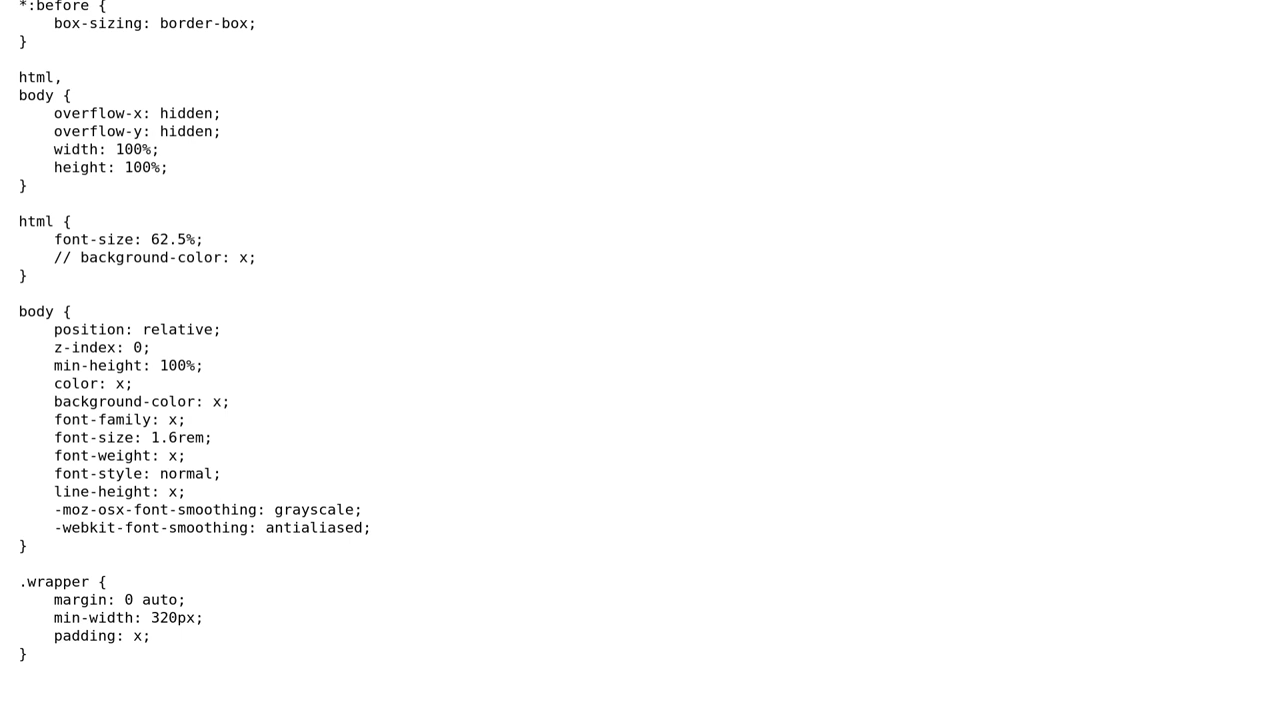 *:before {
    box-sizing: border-box;
}

html,
body {
    overflow-x: hidden;
    overflow-y: hidden;
    width: 100%;
    height: 100%;
}

html {
    font-size: 62.5%;
    // background-color: x;
}

body {
    position: relative;
    z-index: 0;
    min-height: 100%;
    color: x;
    background-color: x;
    font-family: x;
    font-size: 1.6rem;
    font-weight: x;
    font-style: normal;
    line-height: x;
    -moz-osx-font-smoothing: grayscale;
    -webkit-font-smoothing: antialiased;
}

.wrapper {
    margin: 0 auto;
    min-width: 320px;
    padding: x;
}